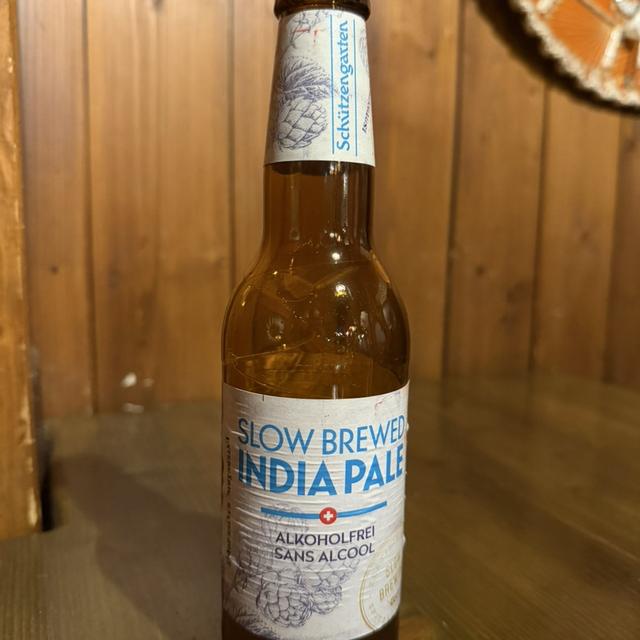 Schützengarten
SLOW BREWED
INDIA PALE
ALKOHOLFREI
SANS ALCOOL